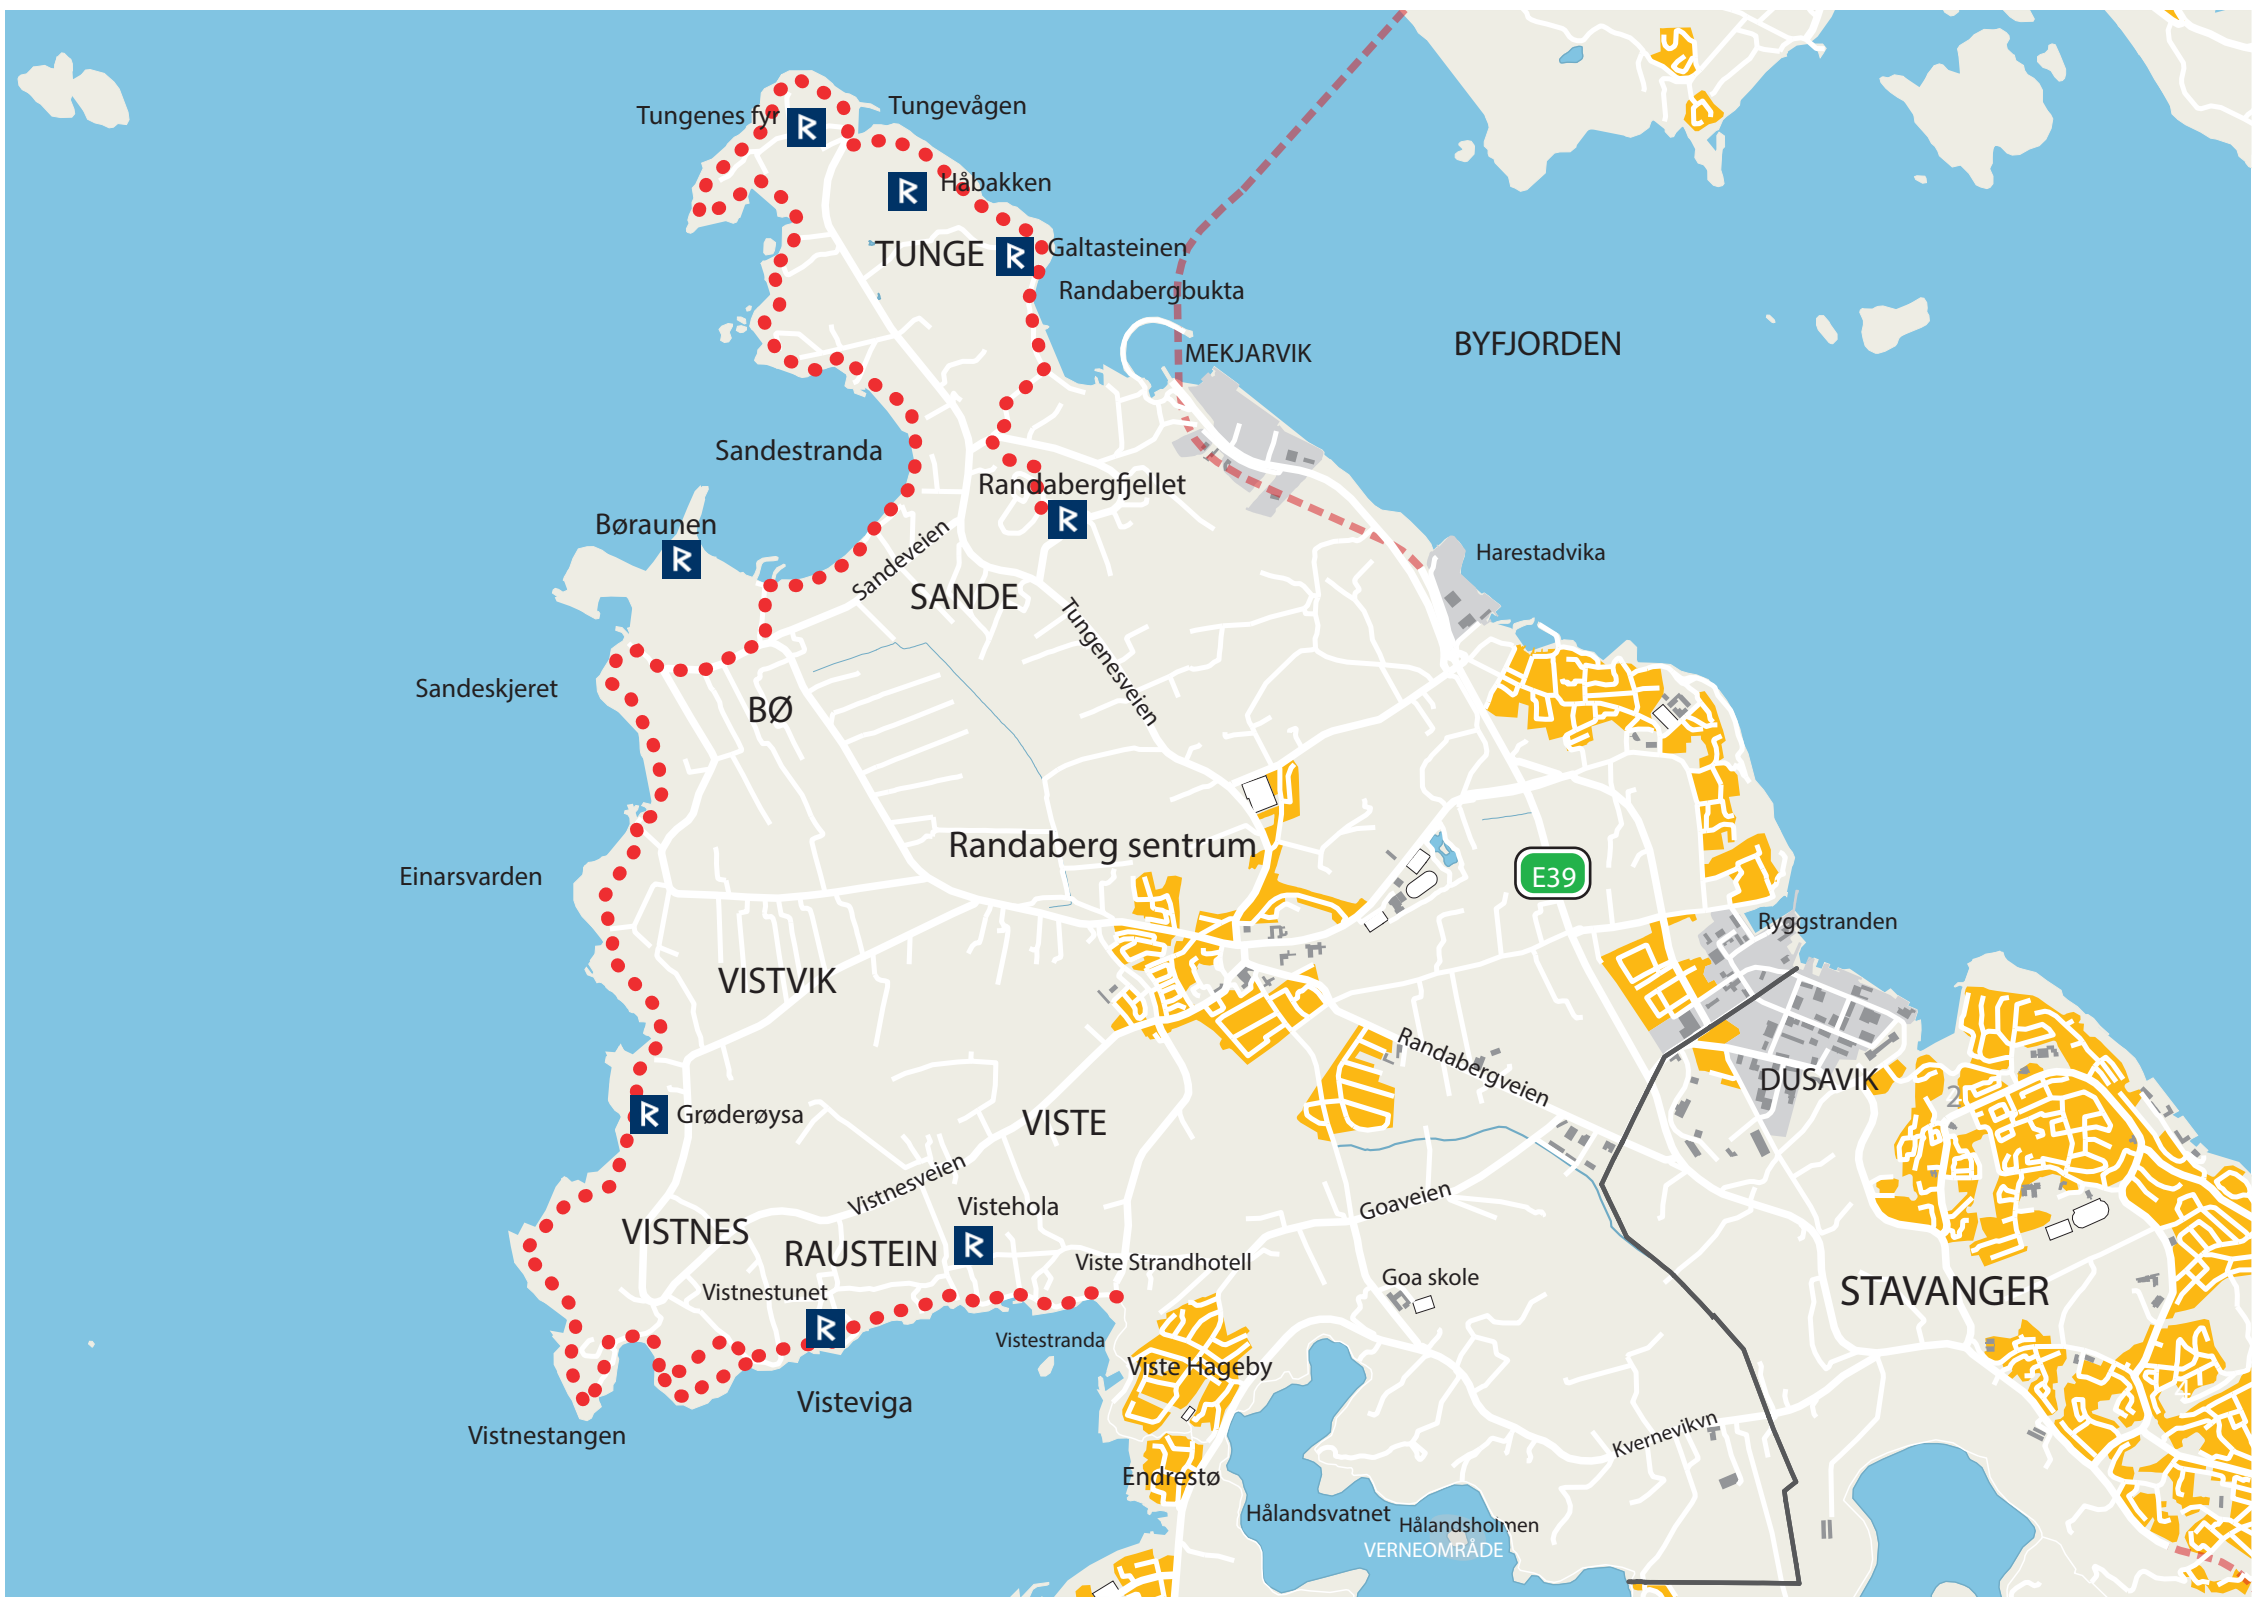 Tungenes fyr
Tungevågen
Håbakken
TUNGE
Galtasteinen
Randabergbukta
MEKJARVIK
BYFJORDEN
Sandestranda
Randabergfjellet
Børaunen
Sandeveien
Harestadvika
SANDE
Tungenesveien
Sandeskjeret
BØ
Randaberg sentrum
Einarsvarden
E39
Ryggstranden
VISTVIK
Randabergveien
DUSAVIK
2
Grøderøysa
VISTE
Vistnesveien
Goaveien
Vistehola
VISTNES
RAUSTEIN
Viste Strandhotell
Goa skole
STAVANGER
Vistnestunet
Vistestranda
Viste Hageby
4
Visteviga
Vistnestangen
Kvernevikvn
Endrestø
Hålandsvatnet
Hålandsholmen
VERNEOMRÅDE